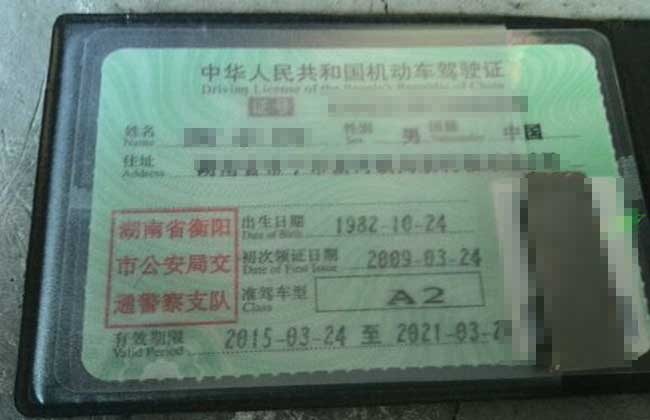 中华人民共和国机动车驾驶证
Driving License of the People's Republic of China
证号
姓名 性别 男 国籍 中国
Name Sex Nationality
住址
Address
湖南省衡阳
市公安局交
通警察支队
出生日期 1982-10-24
Date of Birth
初次领证日期 2009-03-24
Date of First Issue
准驾车型 A2
Class
有效期限 2015-03-24 至 2021-03-2
Valid Period